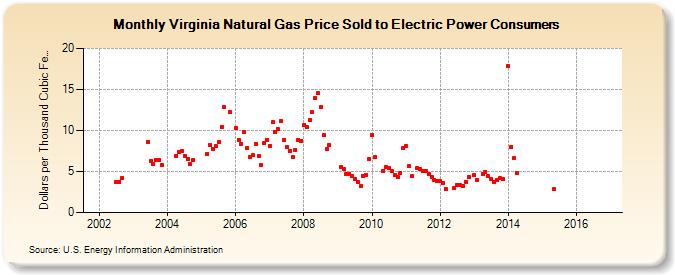 Monthly Virginia Natural Gas Price Sold to Electric Power Consumers
Dollars per Thousand Cubic Fe...
20
15
10
5
0
2002 2004 2006 2008 2010 2012 2014 2016
Source: U.S. Energy Information Administration